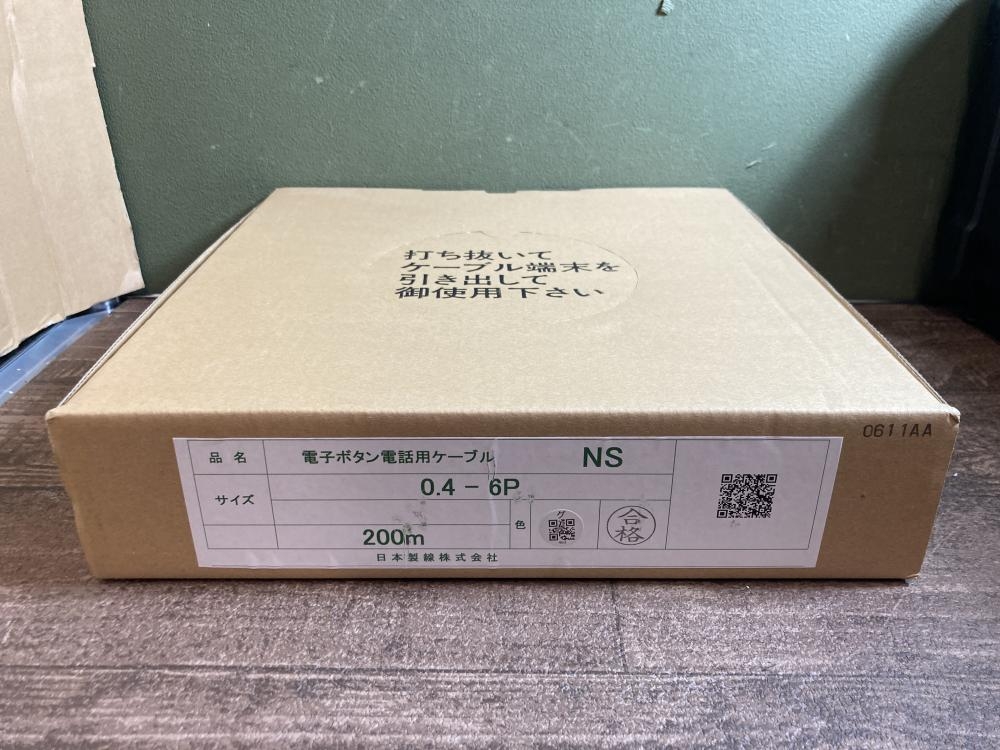 打ち抜いて
ケーブル端末を
引き出して
御使用下さい
0611AA
品名 電子ボタン電話用ケーブル NS
サイズ 0.4 - 6P
200m 色 グ 合格
日本製線株式会社